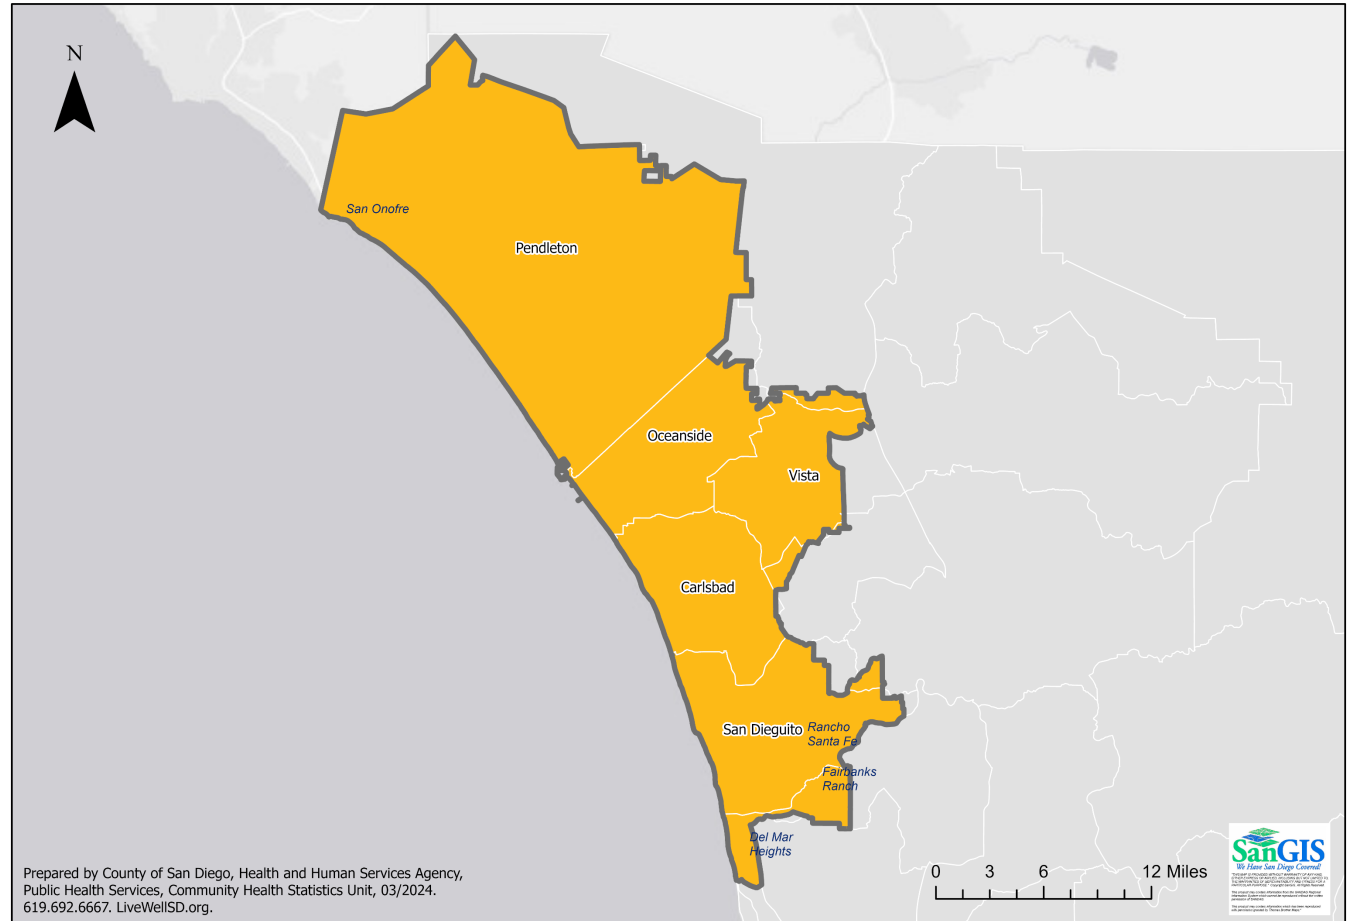 N
San Onofre
Pendleton
Oceanside
Vista
Carlsbad
San Dieguito
Rancho
Santa Fe
Fairbanks
Ranch
Del Mar
Heights
Prepared by County of San Diego, Health and Human Services Agency,
Public Health Services, Community Health Statistics Unit, 03/2024.
619.692.6667. LiveWellSD.org.
0 3 6 12 Miles
SanGIS
We Have San Diego Covered!